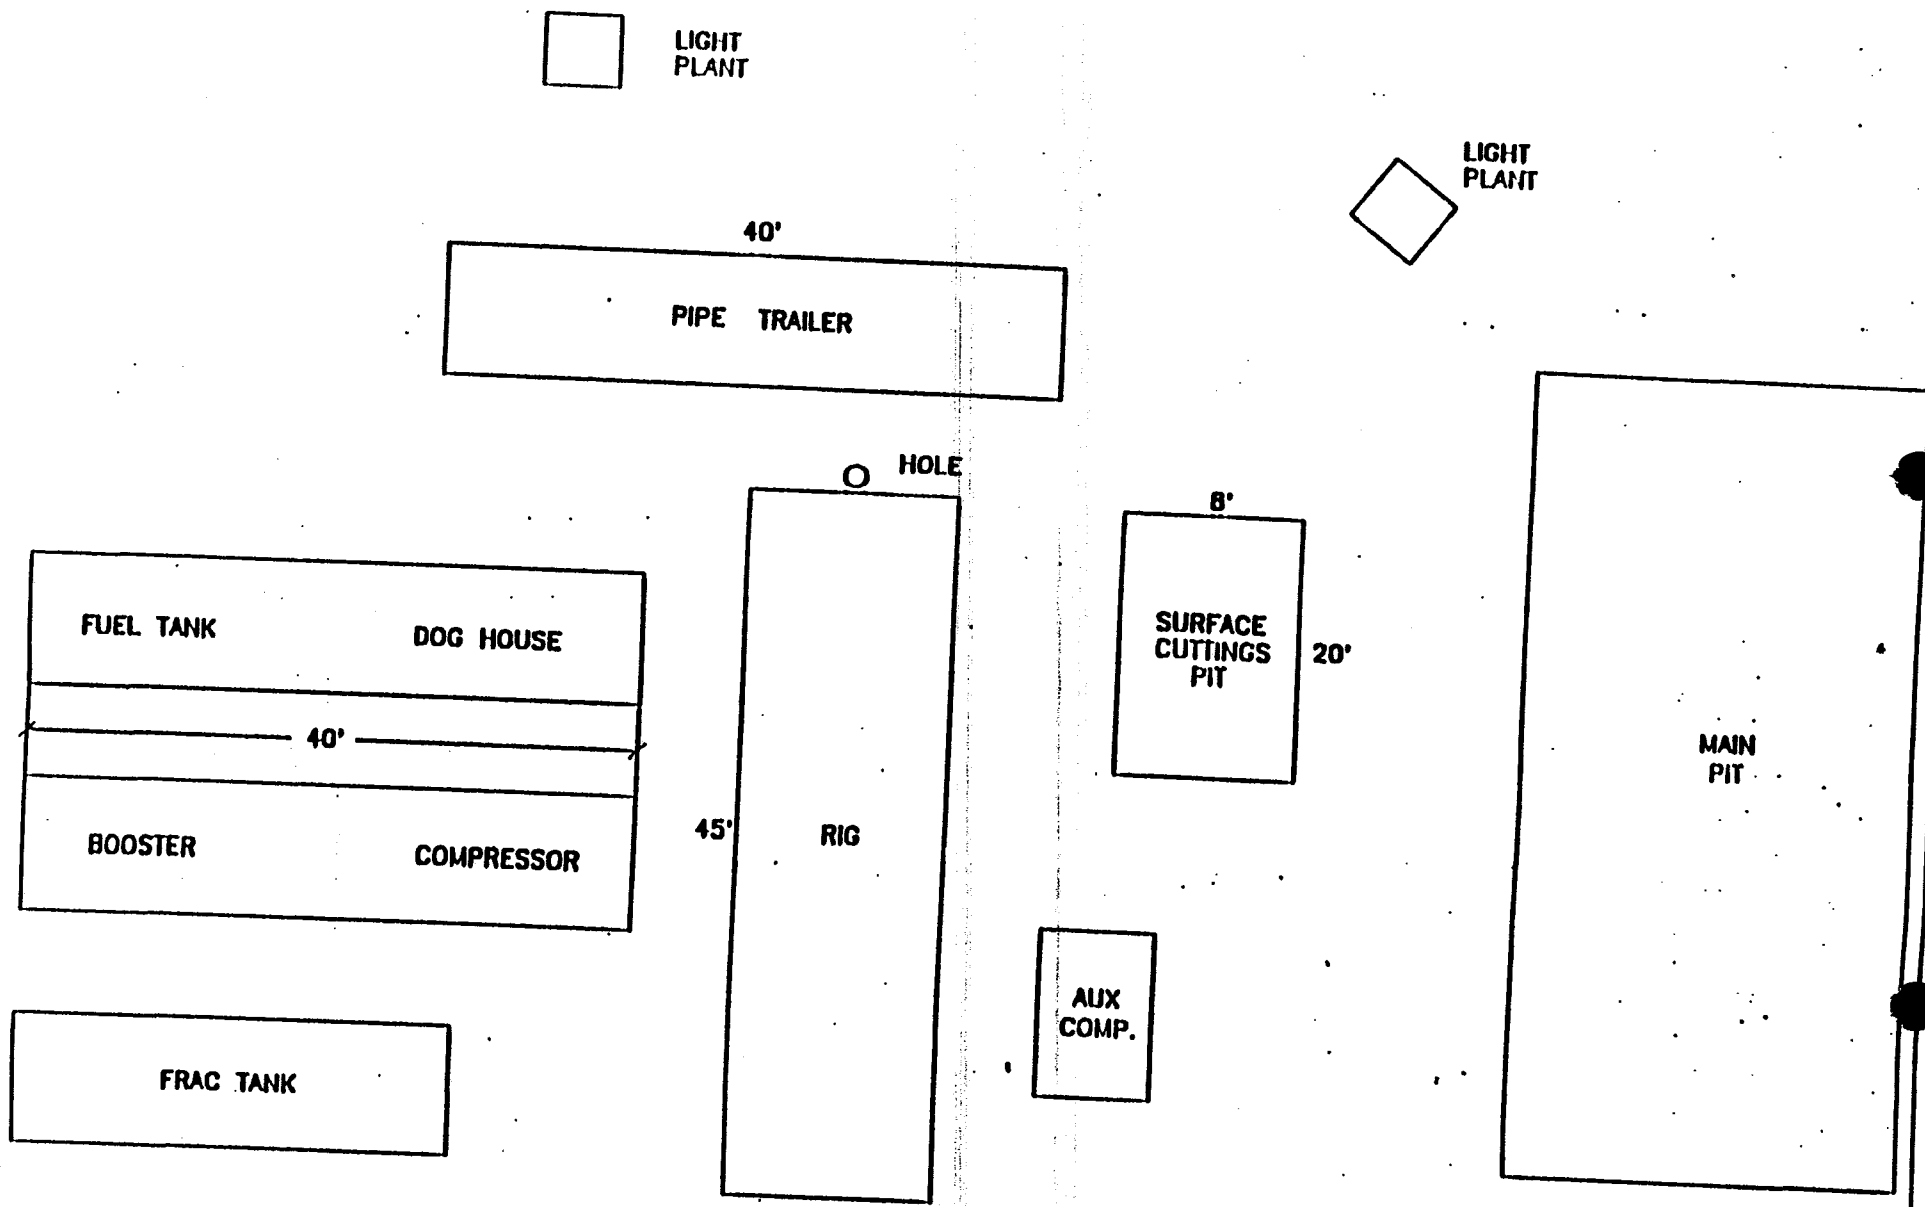 LIGHT
PLANT
LIGHT
PLANT
40'
PIPE TRAILER
HOLE
8'
FUEL TANK
DOG HOUSE
SURFACE
CUTTINGS
PIT
20'
40'
MAIN
PIT
45'
RIG
BOOSTER
COMPRESSOR
AUX
COMP.
FRAC TANK